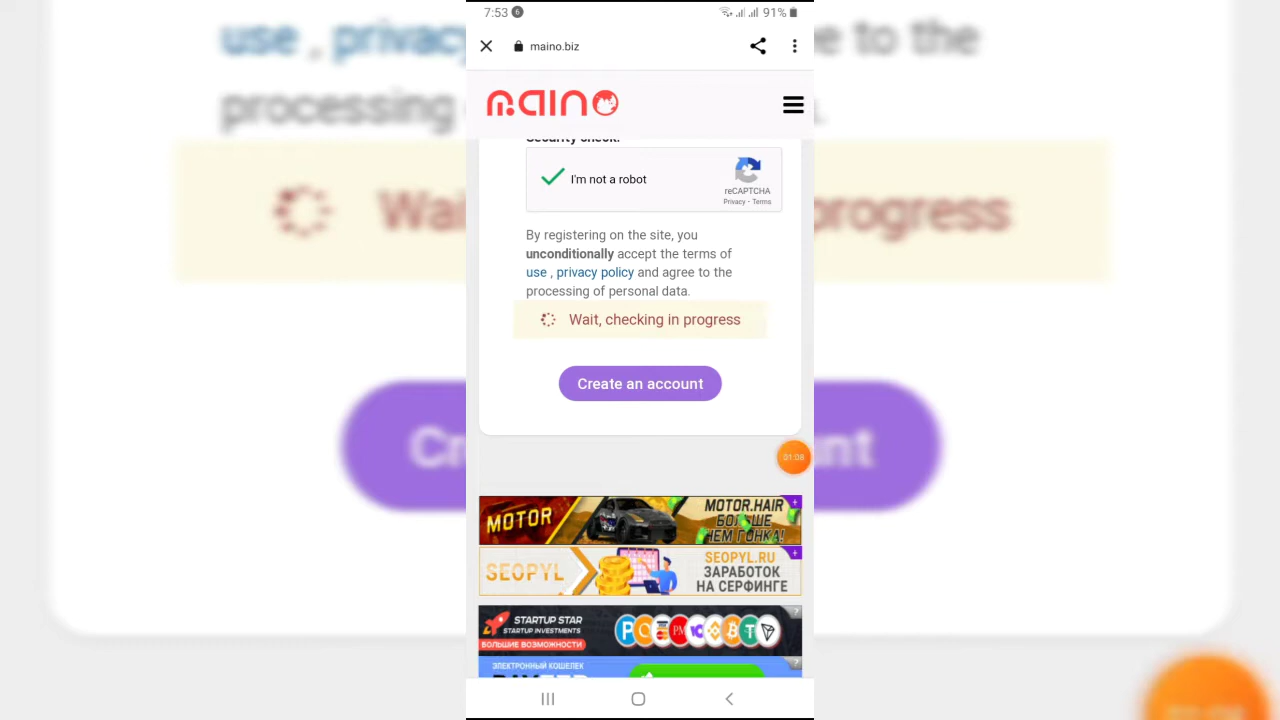 7:53 6 91%
maino.biz
maino
Security check:
I'm not a robot
reCAPTCHA
Privacy - Terms
By registering on the site, you
unconditionally accept the terms of
use , privacy policy and agree to the
processing of personal data.
Wait, checking in progress
Create an account
01:08
MOTOR
MOTOR.HAIR
БОЛЬШЕ
ЧЕМ ГОНКА!
SEOPYL
SEOPYL.RU
ЗАРАБОТОК
НА СЕРФИНГЕ
STARTUP STAR
STARTUP INVESTMENTS
БОЛЬШИЕ ВОЗМОЖНОСТИ
ЭЛЕКТРОННЫЙ КОШЕЛЕК